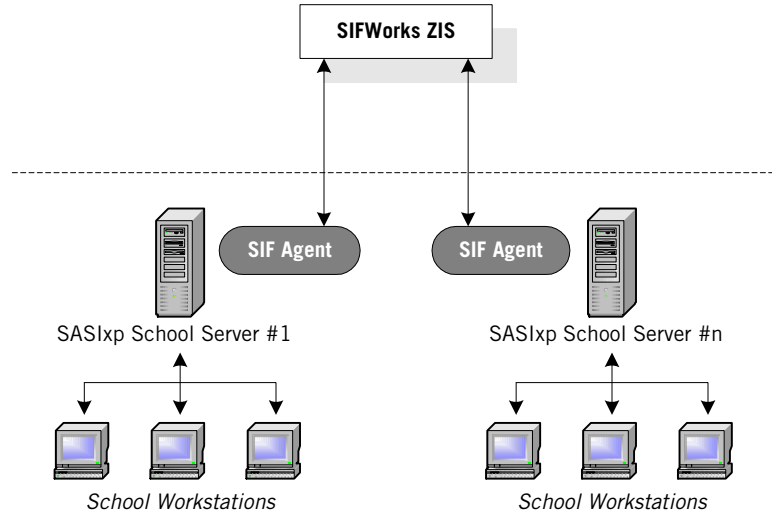 SIFWorks ZIS
SIF Agent
SIF Agent
SASIxp School Server #1
SASIxp School Server #n
School Workstations
School Workstations